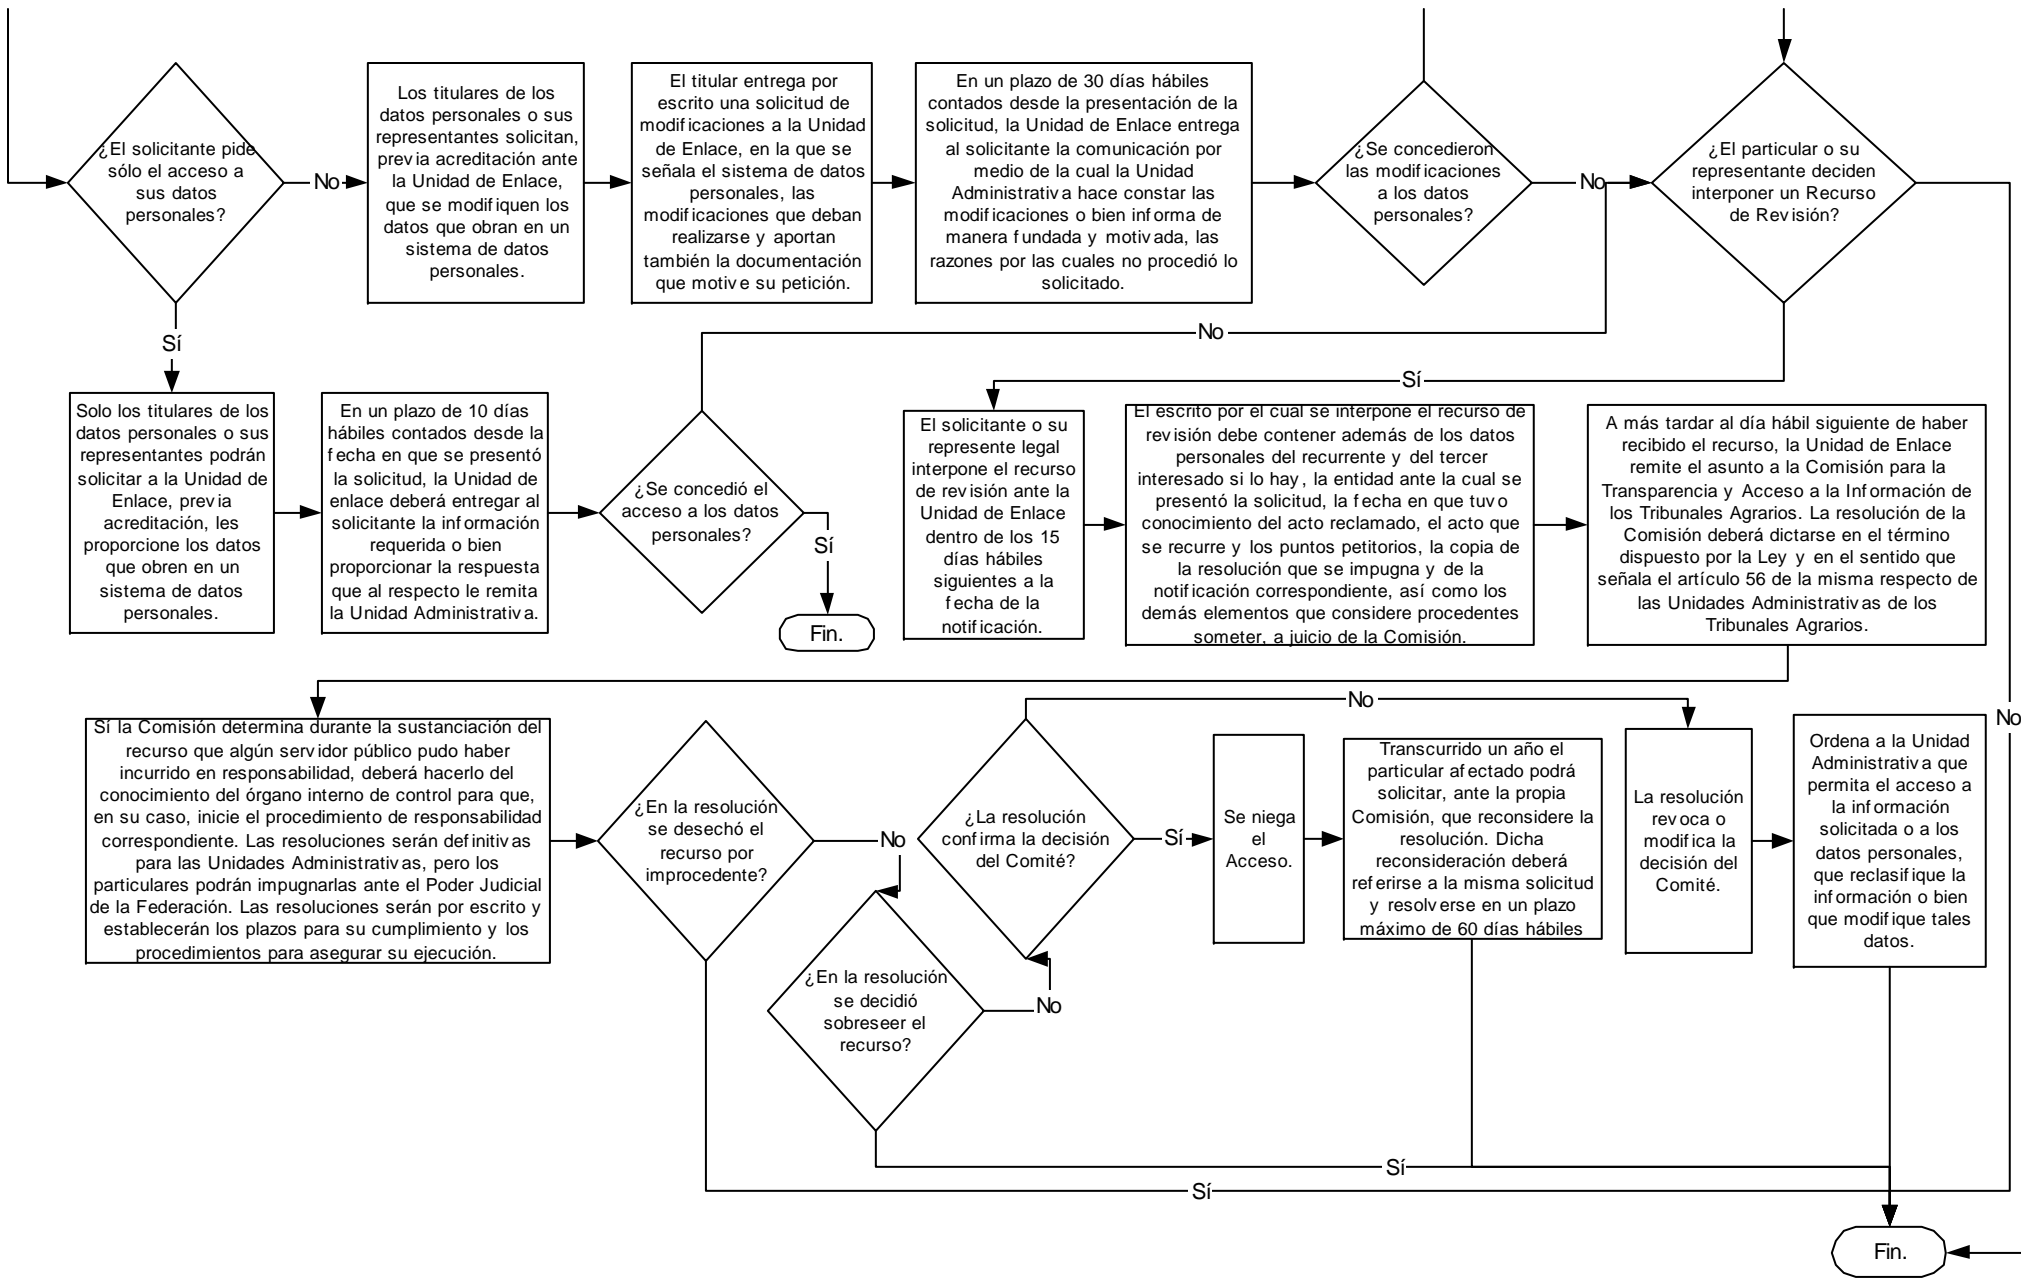 ¿El solicitante pide
sólo el acceso a
sus datos
personales?
No
Los titulares de los
datos personales o sus
representantes solicitan,
previa acreditación ante
la Unidad de Enlace,
que se modifiquen los
datos que obran en un
sistema de datos
personales.
El titular entrega por
escrito una solicitud de
modificaciones a la Unidad
de Enlace, en la que se
señala el sistema de datos
personales, las
modificaciones que deban
realizarse y aportan
también la documentación
que motive su petición.
En un plazo de 30 días hábiles
contados desde la presentación de la
solicitud, la Unidad de Enlace entrega
al solicitante la comunicación por
medio de la cual la Unidad
Administrativa hace constar las
modificaciones o bien informa de
manera fundada y motivada, las
razones por las cuales no procedió lo
solicitado.
¿Se concedieron
las modificaciones
a los datos
personales?
No
¿El particular o su
representante deciden
interponer un Recurso
de Revisión?
Sí
No
Sí
Solo los titulares de los
datos personales o sus
representantes podrán
solicitar a la Unidad de
Enlace, previa
acreditación, les
proporcione los datos
que obren en un
sistema de datos
personales.
En un plazo de 10 días
hábiles contados desde la
fecha en que se presentó
la solicitud, la Unidad de
enlace deberá entregar al
solicitante la información
requerida o bien
proporcionar la respuesta
que al respecto le remita
la Unidad Administrativa.
¿Se concedió el
acceso a los datos
personales?
Sí
Fin.
El solicitante o su
represente legal
interpone el recurso
de revisión ante la
Unidad de Enlace
dentro de los 15
días hábiles
siguientes a la
fecha de la
notificación.
El escrito por el cual se interpone el recurso de
revisión debe contener además de los datos
personales del recurrente y del tercer
interesado si lo hay, la entidad ante la cual se
presentó la solicitud, la fecha en que tuvo
conocimiento del acto reclamado, el acto que
se recurre y los puntos petitorios, la copia de
la resolución que se impugna y de la
notificación correspondiente, así como los
demás elementos que considere procedentes
someter, a juicio de la Comisión.
A más tardar al día hábil siguiente de haber
recibido el recurso, la Unidad de Enlace
remite el asunto a la Comisión para la
Transparencia y Acceso a la Información de
los Tribunales Agrarios. La resolución de la
Comisión deberá dictarse en el término
dispuesto por la Ley y en el sentido que
señala el artículo 56 de la misma respecto de
las Unidades Administrativas de los
Tribunales Agrarios.
Sí la Comisión determina durante la sustanciación del
recurso que algún servidor público pudo haber
incurrido en responsabilidad, deberá hacerlo del
conocimiento del órgano interno de control para que,
en su caso, inicie el procedimiento de responsabilidad
correspondiente. Las resoluciones serán definitivas
para las Unidades Administrativas, pero los
particulares podrán impugnarlas ante el Poder Judicial
de la Federación. Las resoluciones serán por escrito y
establecerán los plazos para su cumplimiento y los
procedimientos para asegurar su ejecución.
¿En la resolución
se desechó el
recurso por
improcedente?
No
¿En la resolución
se decidió
sobreseer el
recurso?
No
¿La resolución
confirma la decisión
del Comité?
No
Sí
Se niega
el
Acceso.
Transcurrido un año el
particular afectado podrá
solicitar, ante la propia
Comisión, que reconsidere la
resolución. Dicha
reconsideración deberá
referirse a la misma solicitud
y resolverse en un plazo
máximo de 60 días hábiles
La resolución
revoca o
modifica la
decisión del
Comité.
Ordena a la Unidad
Administrativa que
permita el acceso a
la información
solicitada o a los
datos personales,
que reclasifique la
información o bien
que modifique tales
datos.
No
Sí
Sí
Fin.